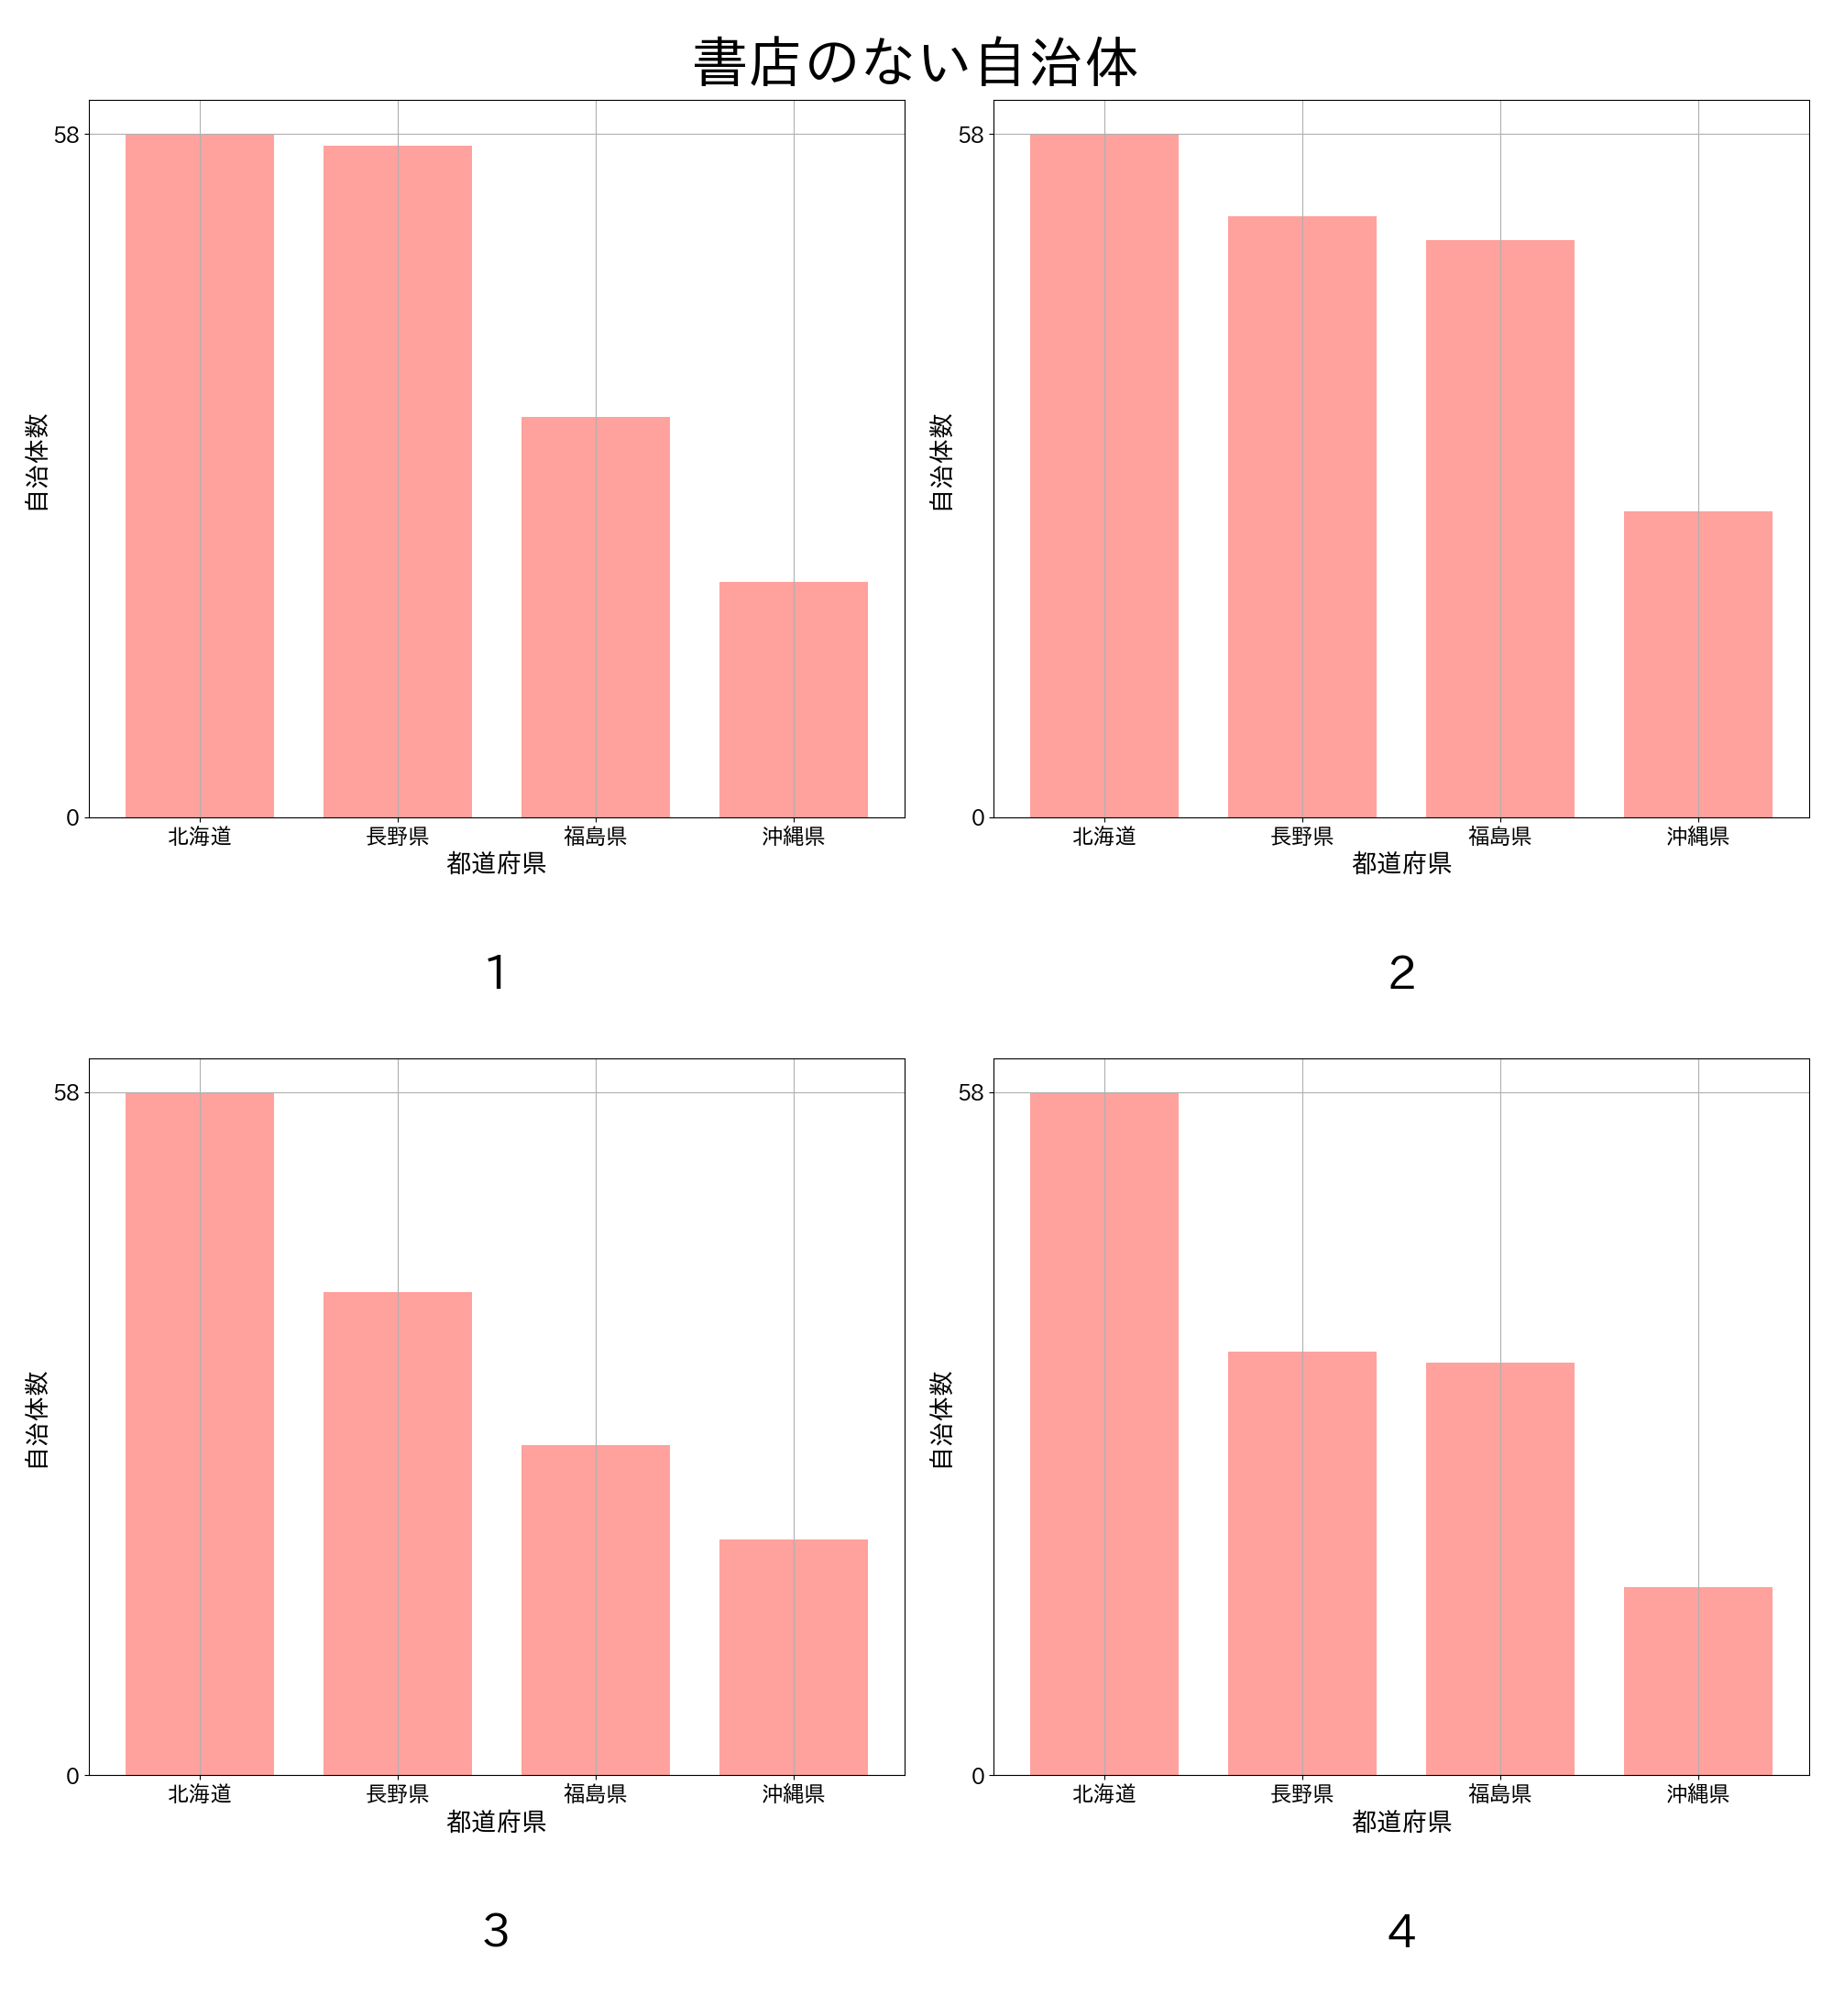 書店のない自治体
58
0
自治体数
北海道 長野県 福島県 沖縄県
都道府県
1
58
0
自治体数
北海道 長野県 福島県 沖縄県
都道府県
2
58
0
自治体数
北海道 長野県 福島県 沖縄県
都道府県
3
58
0
自治体数
北海道 長野県 福島県 沖縄県
都道府県
4